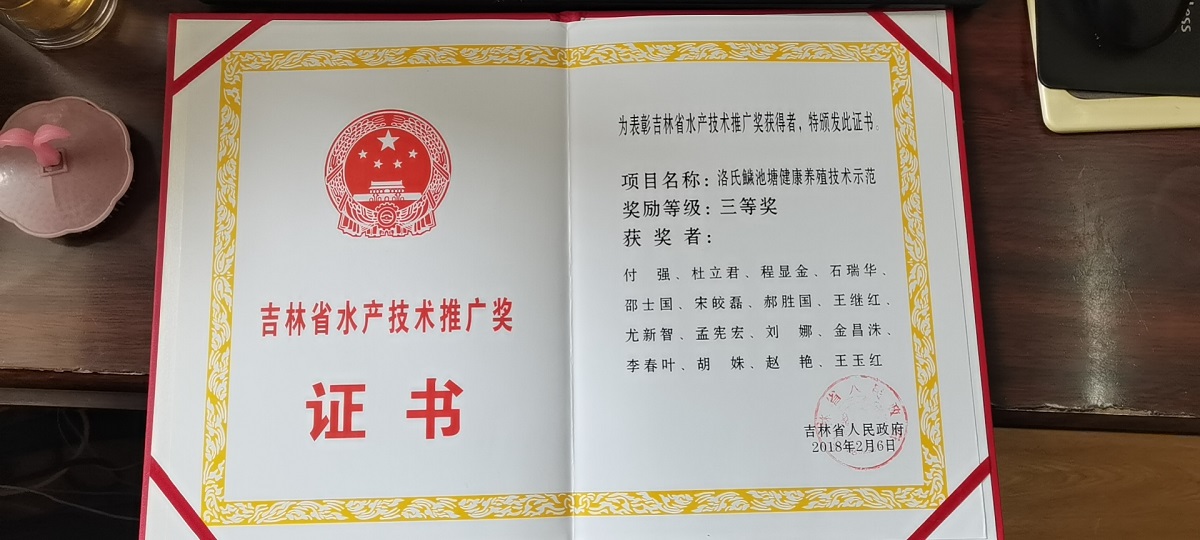 吉林省水产技术推广奖
证书
为表彰吉林省水产技术推广奖获得者，特颁发此证书。
项目名称：洛氏鱥池塘健康养殖技术示范
奖励等级：三等奖
获奖者：
付强、杜立君、程显金、石瑞华、
邵士国、宋皎磊、郝胜国、王继红、
尤新智、孟宪宏、刘娜、金昌洙、
李春叶、胡姝、赵艳、王玉红
吉林省人民政府
2018年2月6日